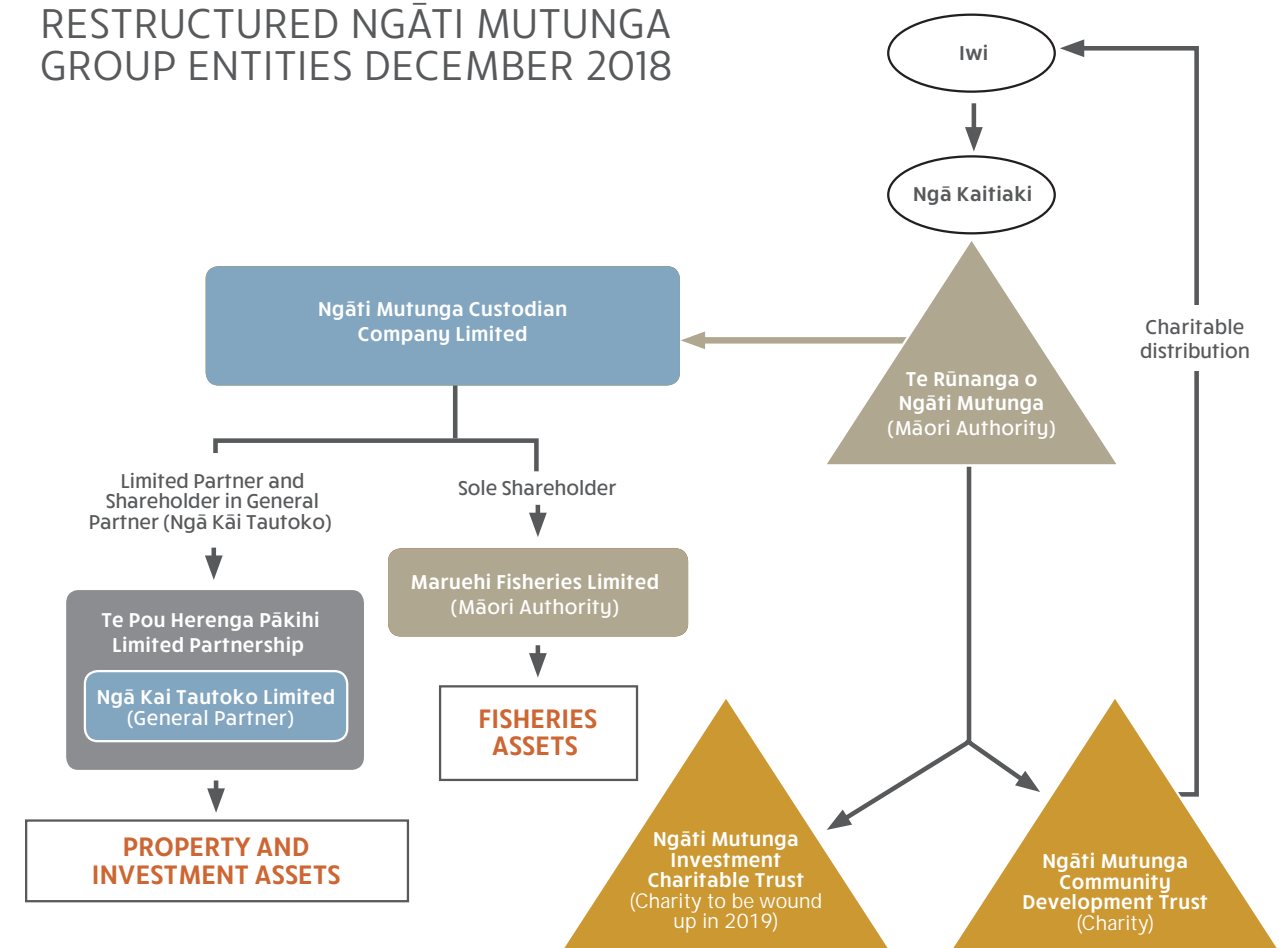 RESTRUCTURED NGĀTI MUTUNGA
GROUP ENTITIES DECEMBER 2018
Iwi
Ngā Kaitiaki
Ngāti Mutunga Custodian
Company Limited
Te Rūnanga o
Ngāti Mutunga
(Māori Authority)
Charitable
distribution
Limited Partner and
Shareholder in General
Partner (Ngā Kāi Tautoko)
Sole Shareholder
Te Pou Herenga Pākihi
Limited Partnership
Ngā Kai Tautoko Limited
(General Partner)
Maruehi Fisheries Limited
(Māori Authority)
FISHERIES
ASSETS
PROPERTY AND
INVESTMENT ASSETS
Ngāti Mutunga
Investment
Charitable Trust
(Charity to be wound
up in 2019)
Ngāti Mutunga
Community
Development Trust
(Charity)